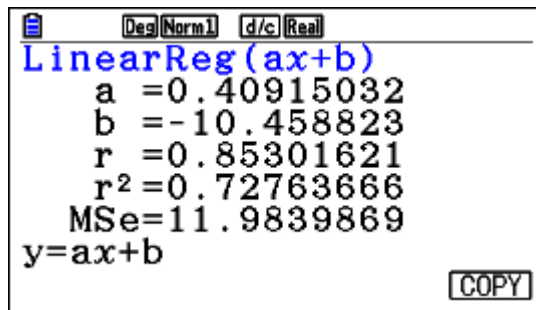 Deg Norm1 d/c Real
LinearReg(ax+b)
a =0.40915032
b =-10.458823
r =0.85301621
r²=0.72763666
MSe=11.9839869
y=ax+b
COPY